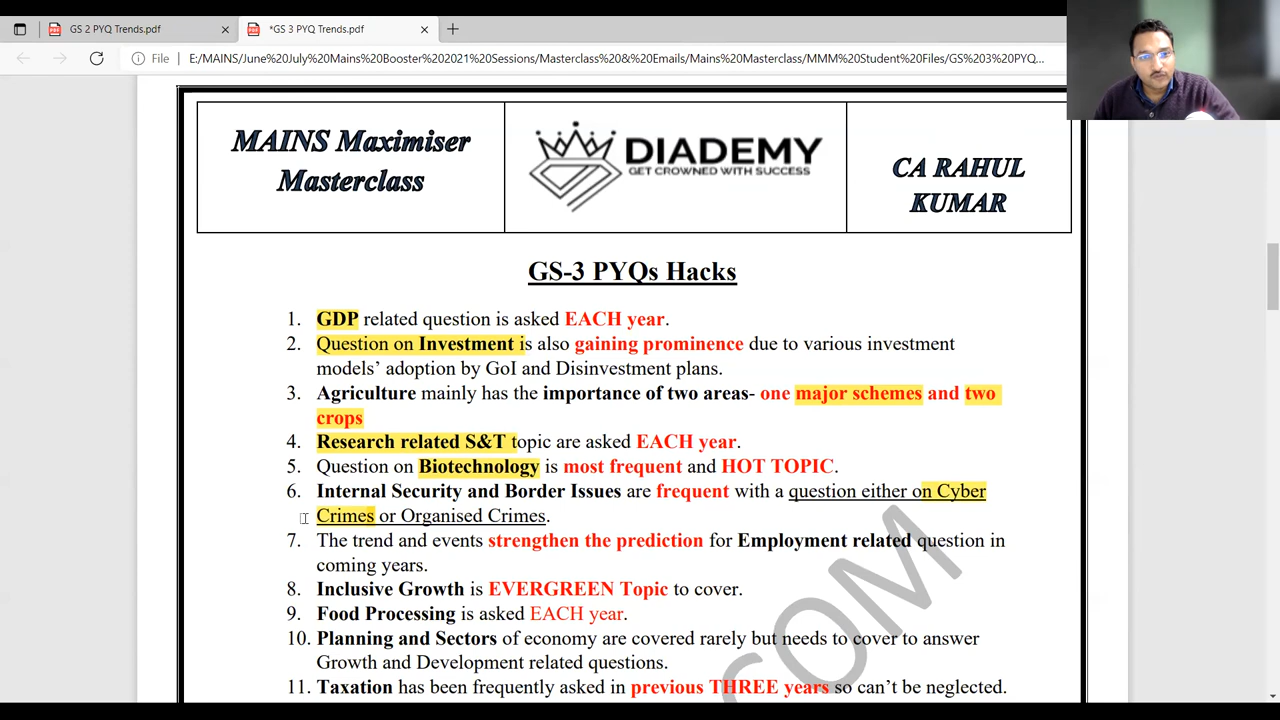 GS 2 PYQ Trends.pdf
*GS 3 PYQ Trends.pdf
File
E:/MAINS/June%20July%20Mains%20Booster%202021%20Sessions/Masterclass%20&%20Emails/Mains%20Masterclass/MMM%20Student%20Files/GS%203%20PYQ...
MAINS Maximiser
Masterclass
DIADEMY
GET CROWNED WITH SUCCESS
CA RAHUL
KUMAR
GS-3 PYQs Hacks
1. GDP related question is asked EACH year.
2. Question on Investment is also gaining prominence due to various investment
models' adoption by GoI and Disinvestment plans.
3. Agriculture mainly has the importance of two areas- one major schemes and two
crops
4. Research related S&T topic are asked EACH year.
5. Question on Biotechnology is most frequent and HOT TOPIC.
6. Internal Security and Border Issues are frequent with a question either on Cyber
Crimes or Organised Crimes.
7. The trend and events strengthen the prediction for Employment related question in
coming years.
8. Inclusive Growth is EVERGREEN Topic to cover.
9. Food Processing is asked EACH year.
10. Planning and Sectors of economy are covered rarely but needs to cover to answer
Growth and Development related questions.
11. Taxation has been frequently asked in previous THREE years so can't be neglected.
COM